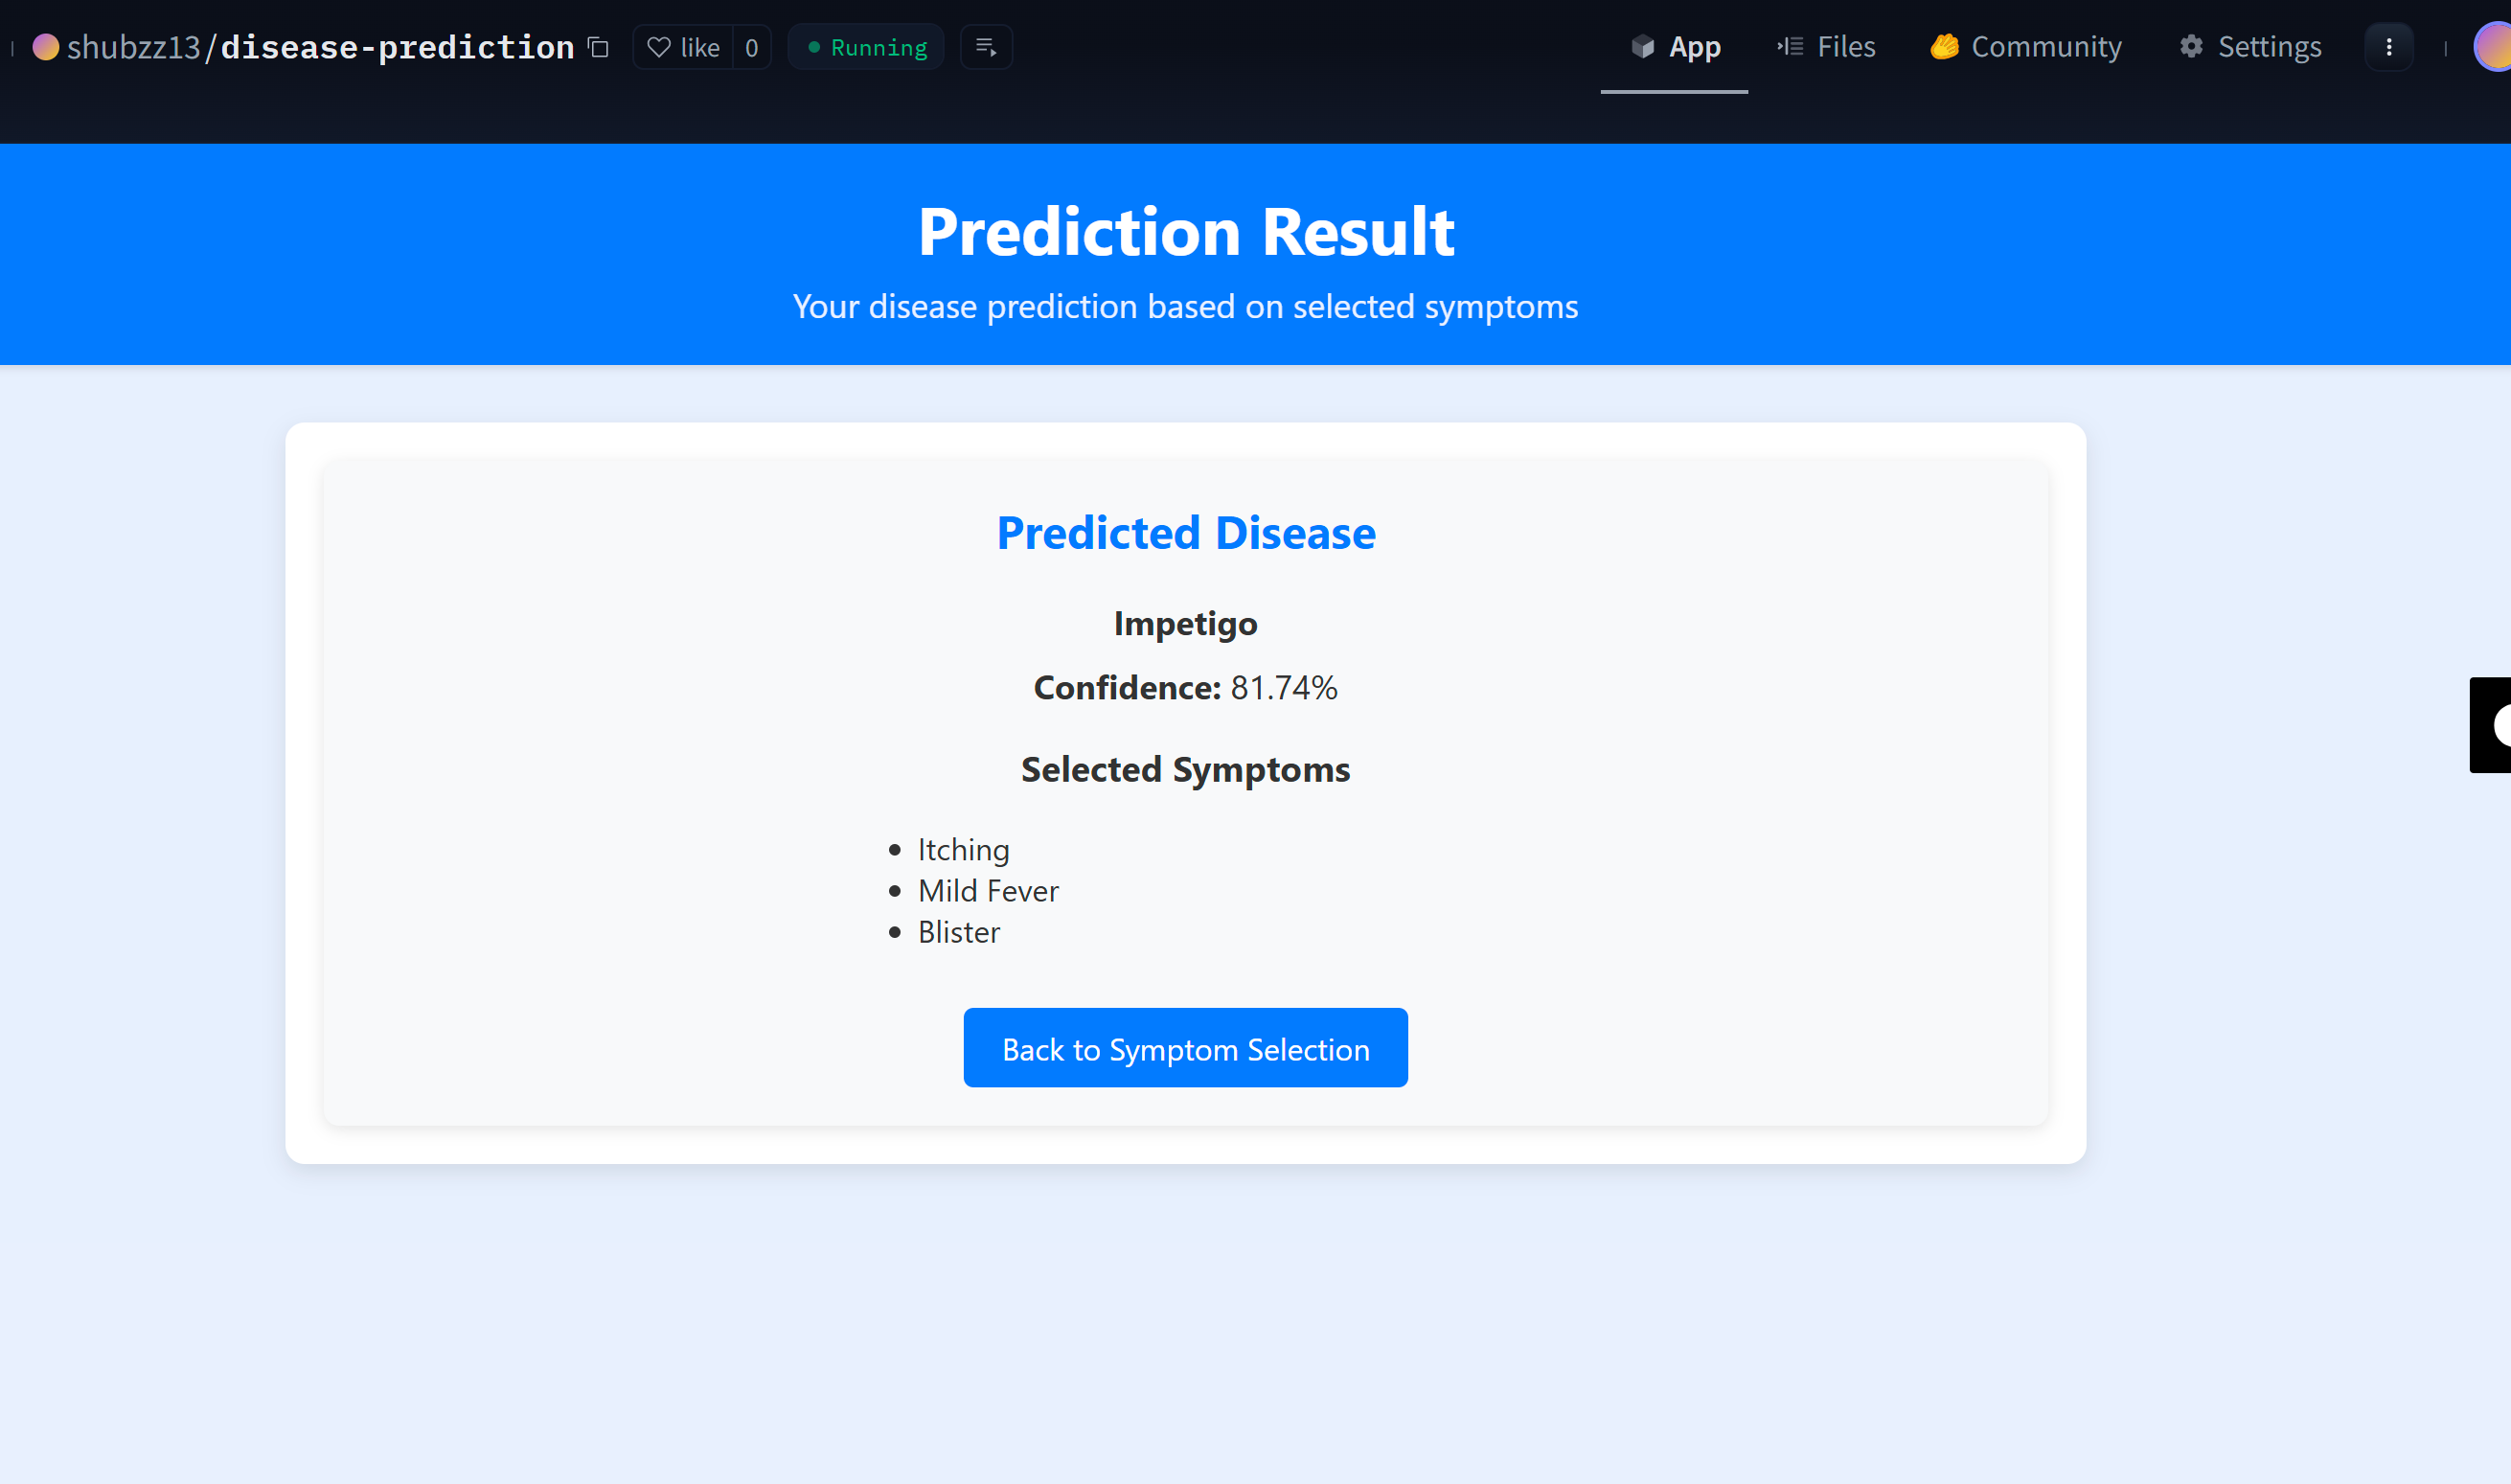 shubzz13/disease-prediction like 0 Running App Files Community Settings
Prediction Result
Your disease prediction based on selected symptoms
Predicted Disease
Impetigo
Confidence: 81.74%
Selected Symptoms
Itching
Mild Fever
Blister
Back to Symptom Selection